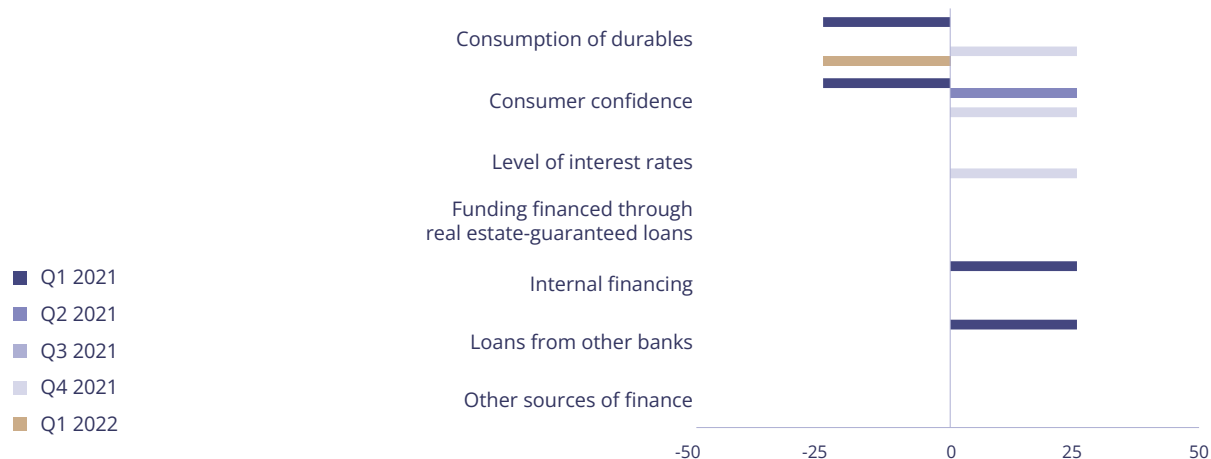 Consumption of durables
Consumer confidence
Level of interest rates
Funding financed through
real estate-guaranteed loans
Internal financing
Loans from other banks
Other sources of finance
Q1 2021
Q2 2021
Q3 2021
Q4 2021
Q1 2022
-50 -25 0 25 50